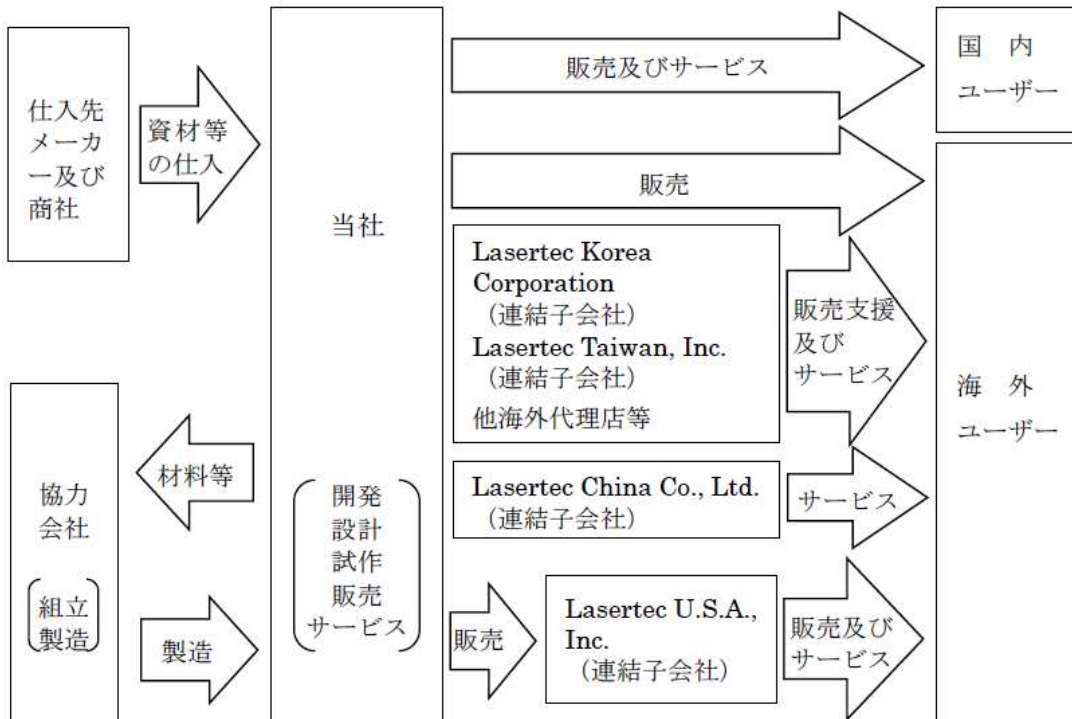 仕入先
メーカ
ー及び
商社
資材等
の仕入
当社
販売及びサービス
国　内
ユーザー
販売
Lasertec Korea
Corporation
（連結子会社）
Lasertec Taiwan, Inc.
（連結子会社）
他海外代理店等
販売支援
及び
サービス
海　外
ユーザー
協力
会社
組立
製造
材料等
製造
開発
設計
試作
販売
サービス
Lasertec China Co., Ltd.
（連結子会社）
サービス
販売
Lasertec U.S.A.,
Inc.
（連結子会社）
販売及び
サービス